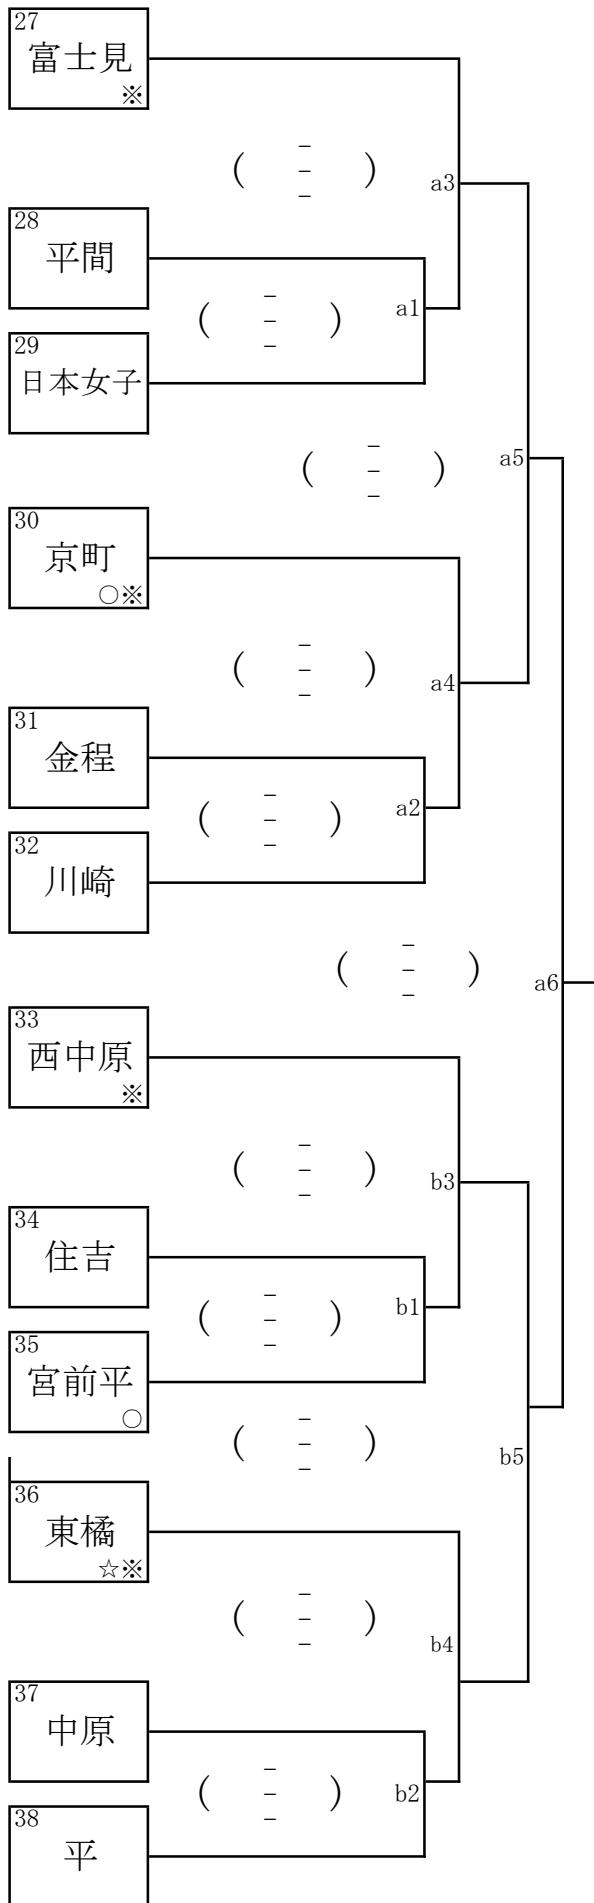 27
富士見
※
-
( - ) a3
-
28
平間
-
( - ) a1
-
29
日本女子
-
( - ) a5
-
30
京町
○※
-
( - ) a4
-
31
金程
-
( - ) a2
-
32
川崎
-
( - ) a6
-
33
西中原
※
-
( - ) b3
-
34
住吉
-
( - ) b1
-
35
宮前平
○
-
( - ) b5
-
36
東橘
☆※
-
( - ) b4
-
37
中原
-
( - ) b2
-
38
平